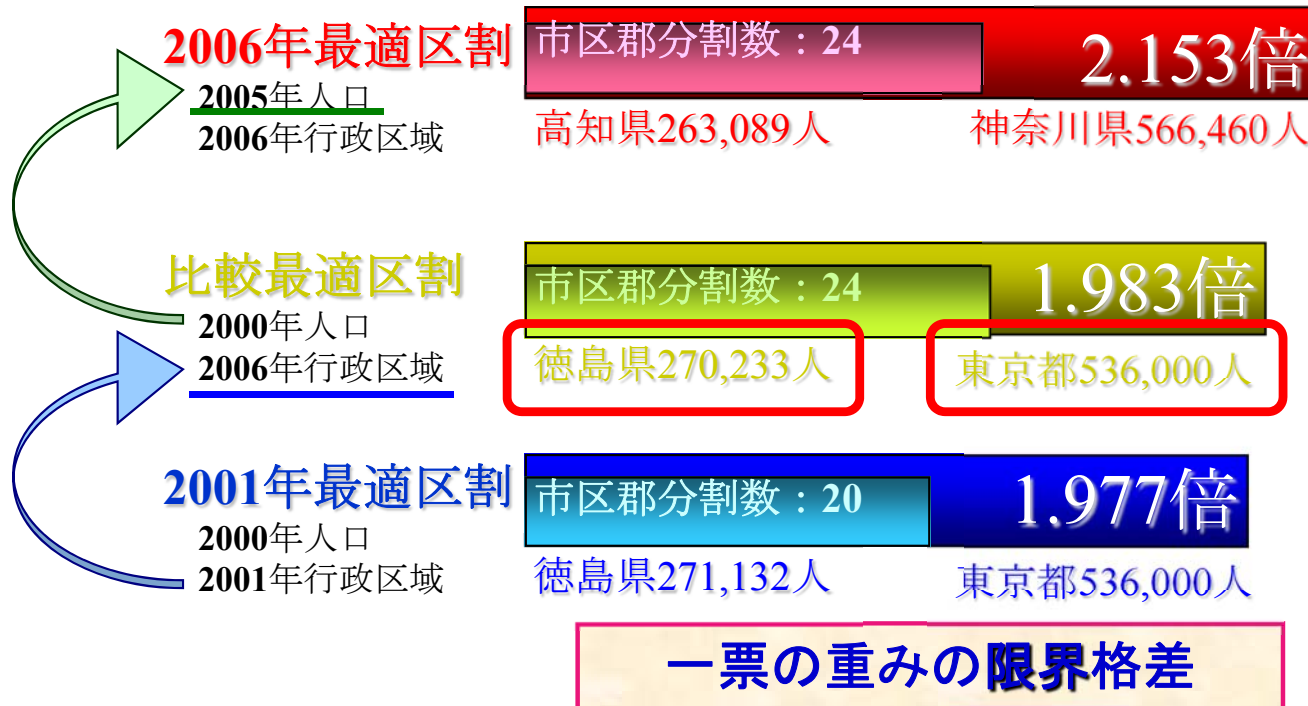 2006年最適区割
2005年人口
2006年行政区域
市区郡分割数：24
2.153倍
高知県263,089人
神奈川県566,460人
比較最適区割
2000年人口
2006年行政区域
市区郡分割数：24
1.983倍
徳島県270,233人
東京都536,000人
2001年最適区割
2000年人口
2001年行政区域
市区郡分割数：20
1.977倍
徳島県271,132人
東京都536,000人
一票の重みの限界格差